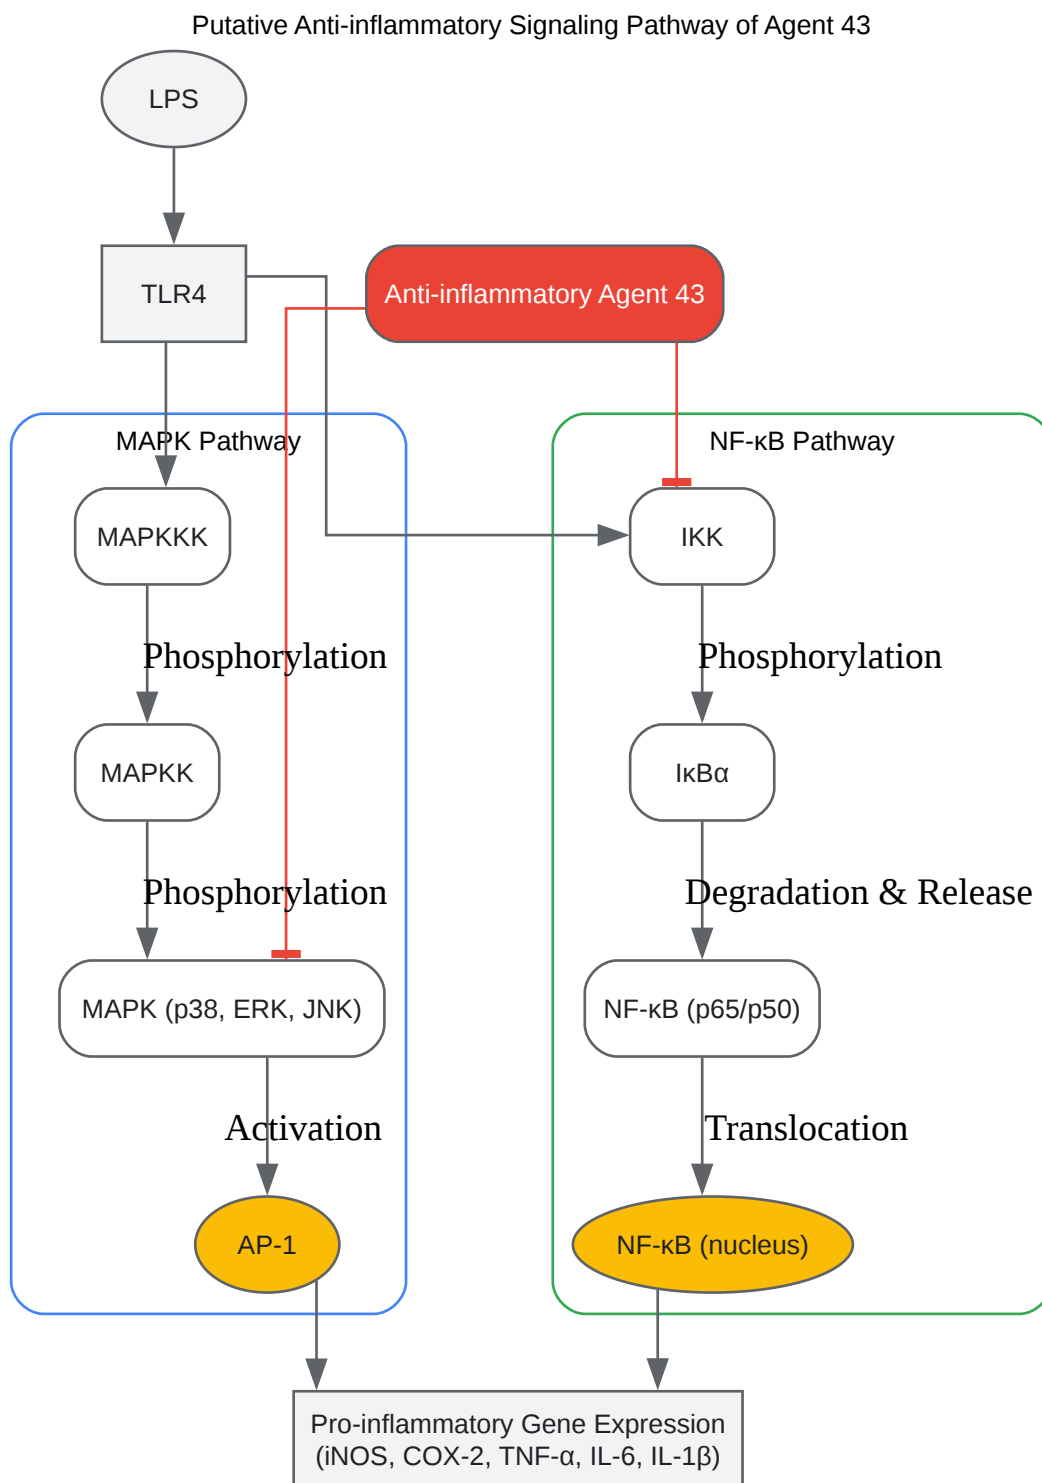 Putative Anti-inflammatory Signaling Pathway of Agent 43
LPS
TLR4
Anti-inflammatory Agent 43
MAPK Pathway
NF-κB Pathway
MAPKKK
IKK
Phosphorylation
Phosphorylation
MAPKK
IκBα
Phosphorylation
Degradation & Release
MAPK (p38, ERK, JNK)
NF-κB (p65/p50)
Activation
Translocation
AP-1
NF-κB (nucleus)
Pro-inflammatory Gene Expression
(iNOS, COX-2, TNF-α, IL-6, IL-1β)